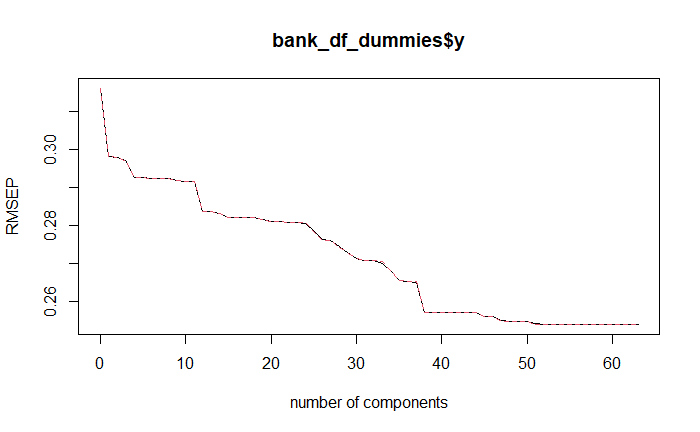 bank_df_dummies$y
RMSEP
0.30
0.28
0.26
0 10 20 30 40 50 60
number of components